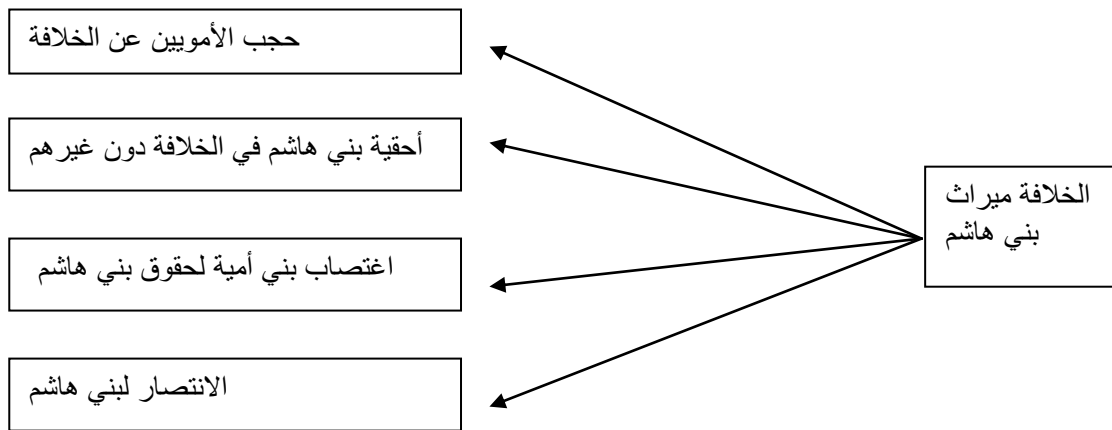 حجب الأمويين عن الخلافة
أحقية بني هاشم في الخلافة دون غيرهم
الخلافة ميراث
بني هاشم
اغتصاب بني أمية لحقوق بني هاشم
الانتصار لبني هاشم